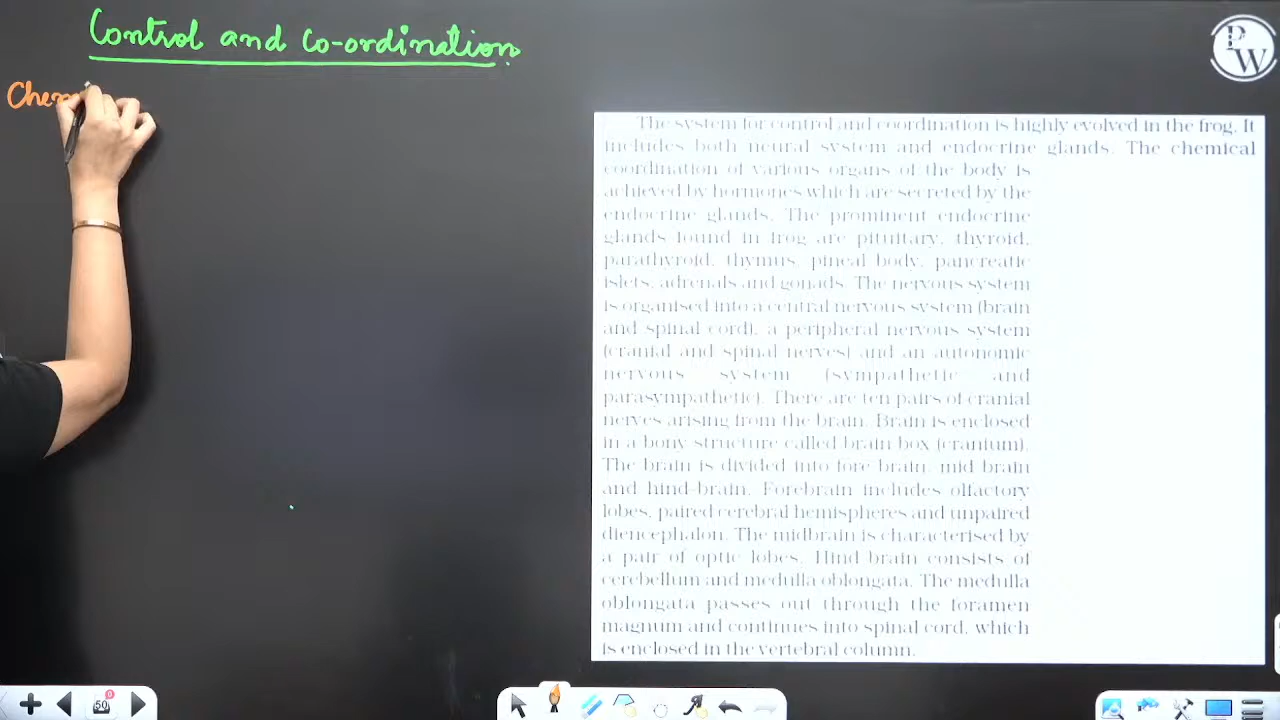 Control and Co-ordination
Chem
PW
The system for control and coordination is highly evolved in the frog. It
includes both neural system and endocrine glands. The chemical
coordination of various organs of the body is
achieved by hormones which are secreted by the
endocrine glands. The prominent endocrine
glands found in frog are pituitary, thyroid,
parathyroid, thymus, pineal body, pancreatic
islets, adrenals and gonads. The nervous system
is organised into a central nervous system (brain
and spinal cord), a peripheral nervous system
(cranial and spinal nerves) and an autonomic
nervous system (sympathetic and
parasympathetic). There are ten pairs of cranial
nerves arising from the brain. Brain is enclosed
in a bony structure called brain box (cranium).
The brain is divided into fore-brain, mid-brain
and hind-brain. Forebrain includes olfactory
lobes, paired cerebral hemispheres and unpaired
diencephalon. The midbrain is characterised by
a pair of optic lobes. Hind-brain consists of
cerebellum and medulla oblongata. The medulla
oblongata passes out through the foramen
magnum and continues into spinal cord, which
is enclosed in the vertebral column.
50